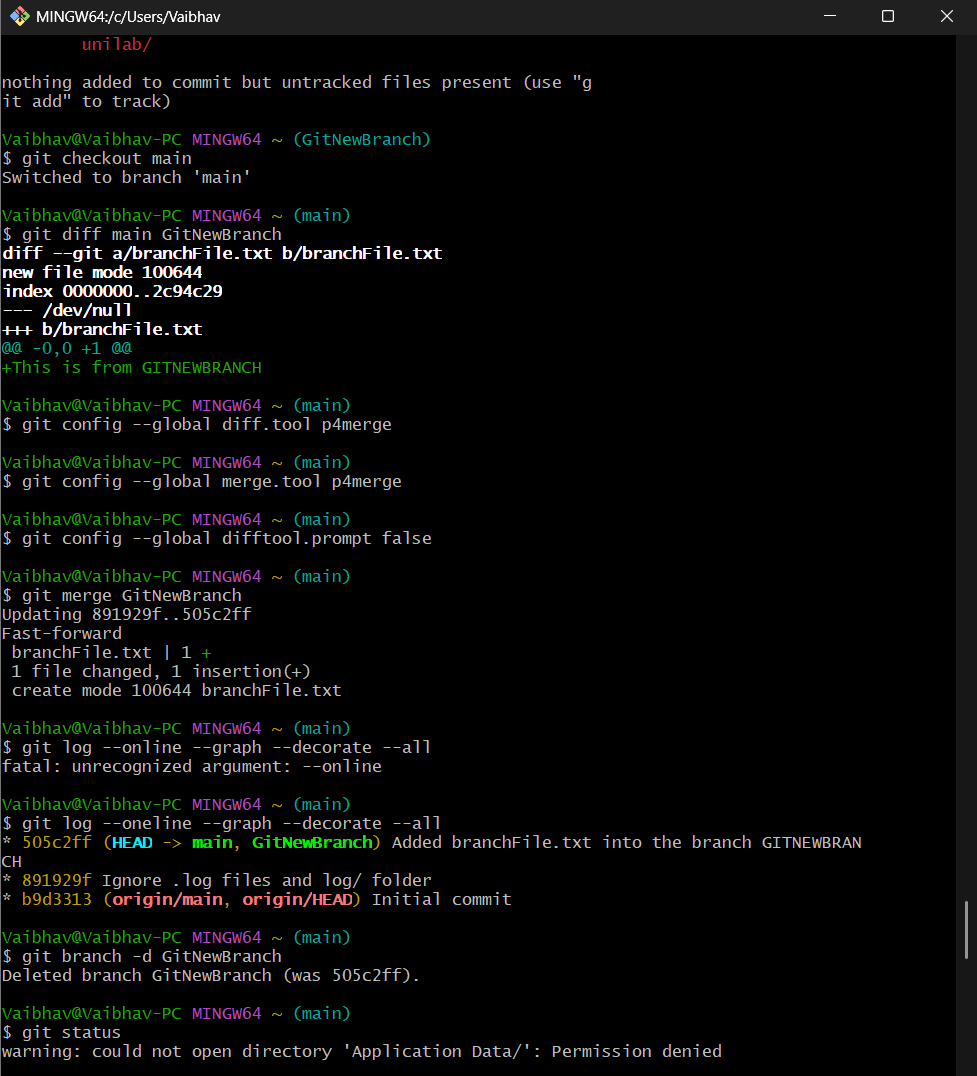 MINGW64:/c/Users/Vaibhav
unilab/
nothing added to commit but untracked files present (use "g
it add" to track)
Vaibhav@Vaibhav-PC MINGW64 ~ (GitNewBranch)
$ git checkout main
Switched to branch 'main'
Vaibhav@Vaibhav-PC MINGW64 ~ (main)
$ git diff main GitNewBranch
diff --git a/branchFile.txt b/branchFile.txt
new file mode 100644
index 0000000..2c94c29
--- /dev/null
+++ b/branchFile.txt
@@ -0,0 +1 @@
+This is from GITNEWBRANCH
Vaibhav@Vaibhav-PC MINGW64 ~ (main)
$ git config --global diff.tool p4merge
Vaibhav@Vaibhav-PC MINGW64 ~ (main)
$ git config --global merge.tool p4merge
Vaibhav@Vaibhav-PC MINGW64 ~ (main)
$ git config --global difftool.prompt false
Vaibhav@Vaibhav-PC MINGW64 ~ (main)
$ git merge GitNewBranch
Updating 891929f..505c2ff
Fast-forward
 branchFile.txt | 1 +
 1 file changed, 1 insertion(+)
 create mode 100644 branchFile.txt
Vaibhav@Vaibhav-PC MINGW64 ~ (main)
$ git log --online --graph --decorate --all
fatal: unrecognized argument: --online
Vaibhav@Vaibhav-PC MINGW64 ~ (main)
$ git log --oneline --graph --decorate --all
* 505c2ff (HEAD -> main, GitNewBranch) Added branchFile.txt into the branch GITNEWBRAN
CH
* 891929f Ignore .log files and log/ folder
* b9d3313 (origin/main, origin/HEAD) Initial commit
Vaibhav@Vaibhav-PC MINGW64 ~ (main)
$ git branch -d GitNewBranch
Deleted branch GitNewBranch (was 505c2ff).
Vaibhav@Vaibhav-PC MINGW64 ~ (main)
$ git status
warning: could not open directory 'Application Data/': Permission denied